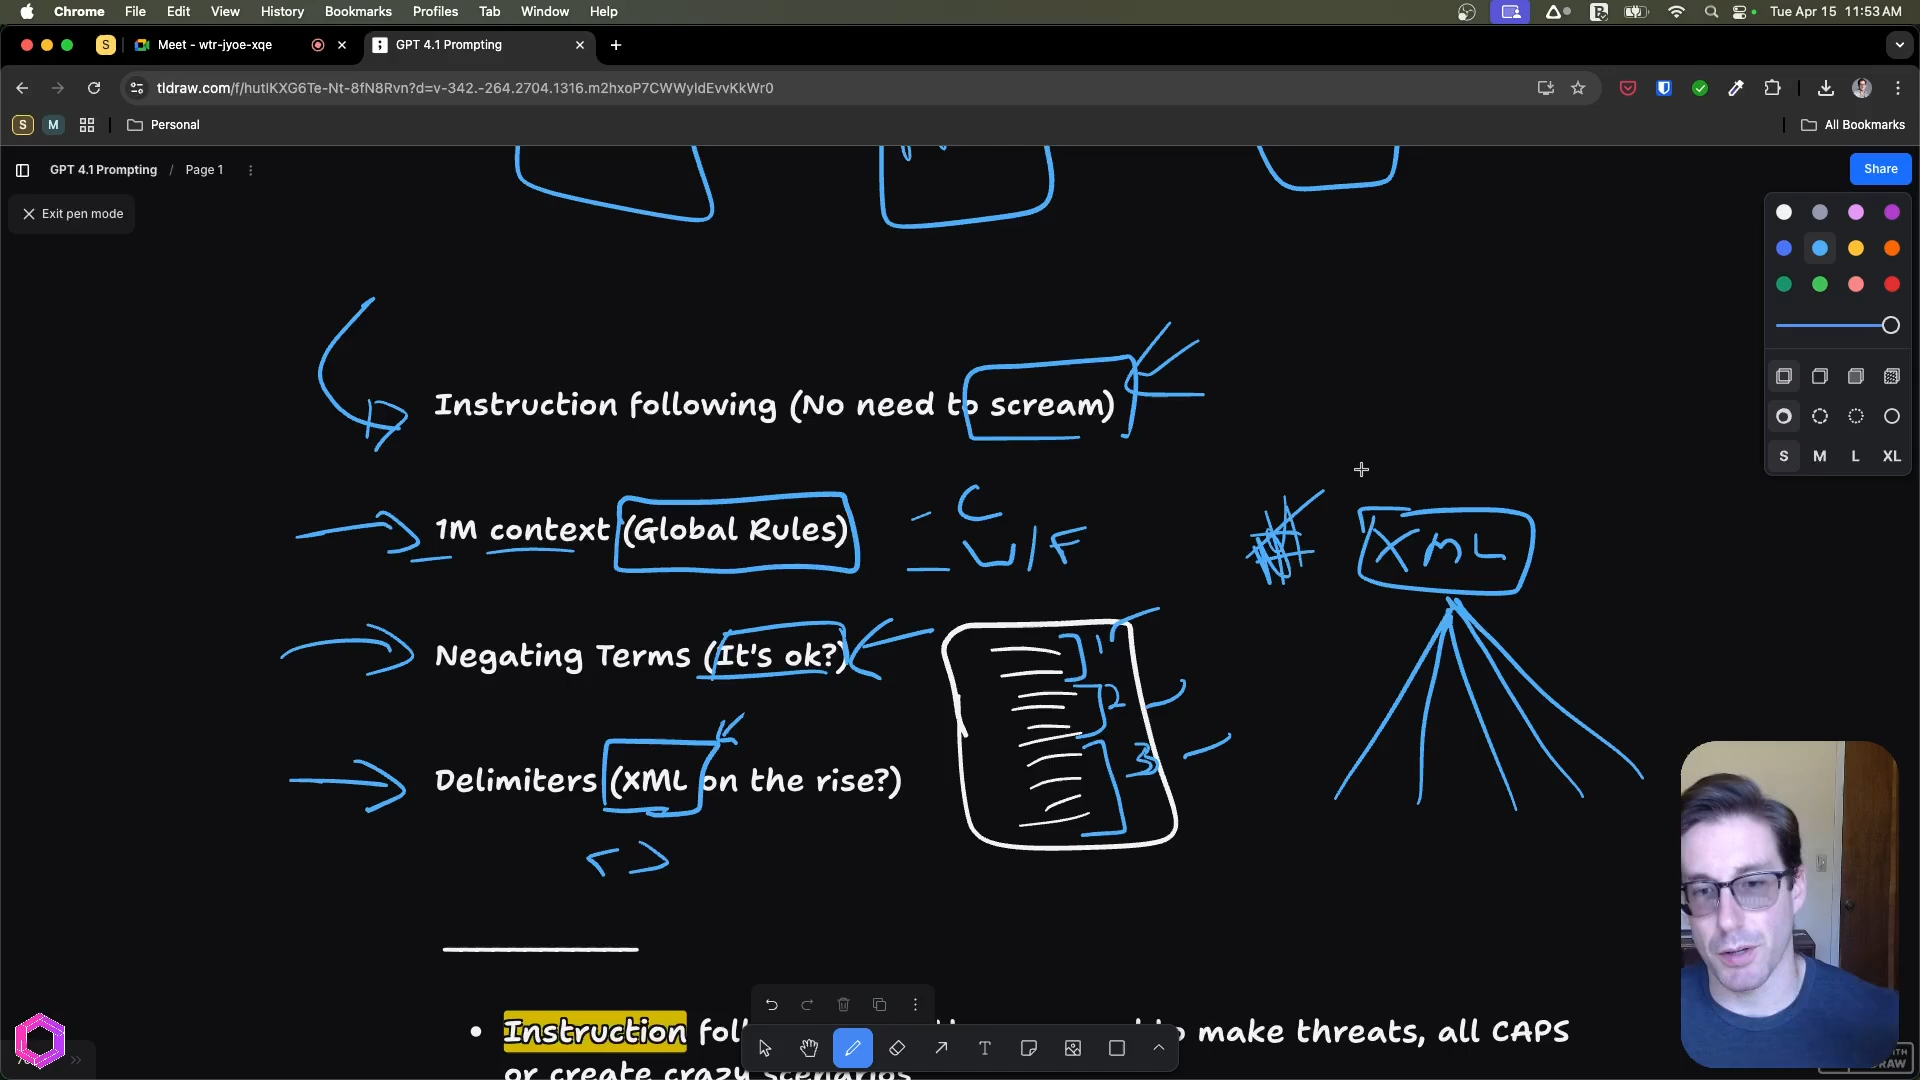 Chrome File Edit View History Bookmarks Profiles Tab Window Help
Tue Apr 15 11:53 AM
S Meet - wtr-jyoe-xqe
GPT 4.1 Prompting
tldraw.com/f/hutIKXG6Te-Nt-8fN8Rvn?d=v-342.-264.2704.1316.m2hxoP7CWWyIdEvvKkWr0
S M Personal
All Bookmarks
GPT 4.1 Prompting / Page 1
Share
Exit pen mode
Instruction following (No need to scream)
S M L XL
C
1M context (Global Rules)
W/F
XML
1
Negating Terms (It's ok?)
2
3
Delimiters (XML on the rise?)
< >
Instruction
to make threats, all CAPS
or create crazy scenarios
T